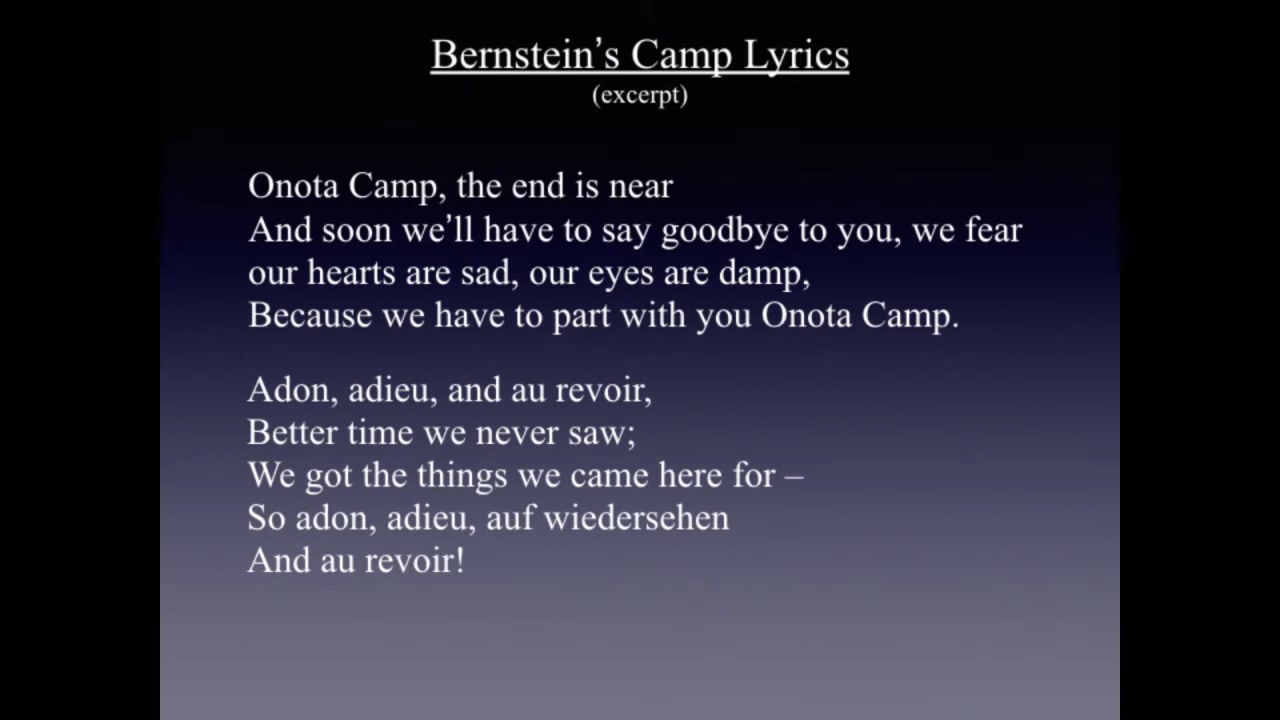 Bernstein’s Camp Lyrics
(excerpt)
Onota Camp, the end is near
And soon we’ll have to say goodbye to you, we fear
our hearts are sad, our eyes are damp,
Because we have to part with you Onota Camp.
Adon, adieu, and au revoir,
Better time we never saw;
We got the things we came here for –
So adon, adieu, auf wiedersehen
And au revoir!